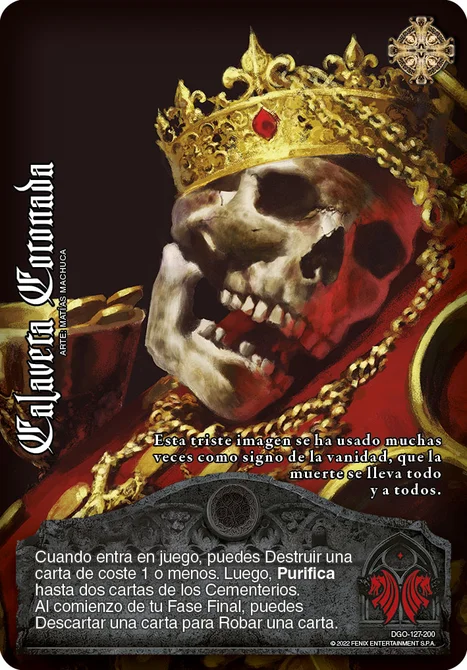 Calavera Coronada
ARTE: MATIAS MACHUCA
Esta triste imagen se ha usado muchas
veces como signo de la vanidad, que la
muerte se lleva todo
y a todos.
Cuando entra en juego, puedes Destruir una
carta de coste 1 o menos. Luego, Purifica
hasta dos cartas de los Cementerios.
Al comienzo de tu Fase Final, puedes
Descartar una carta para Robar una carta.
DGO-127-200
© 2022 FENIX ENTERTAINMENT S.P.A.